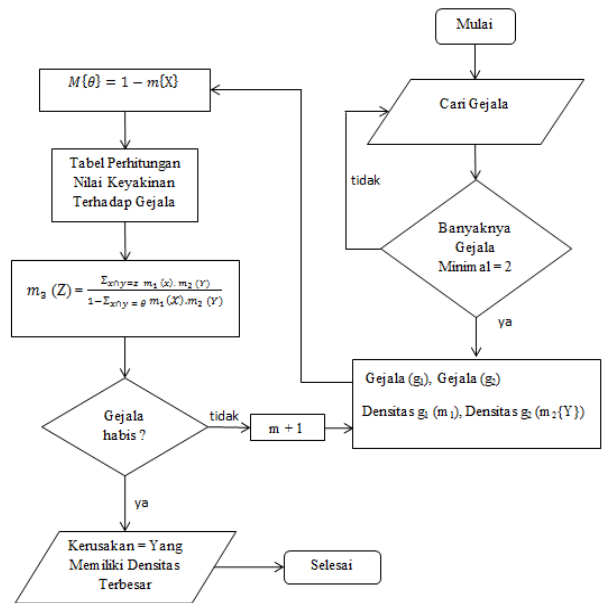 Mulai
Cari Gejala
tidak
Banyaknya
Gejala
Minimal = 2
ya
Gejala (g₁), Gejala (g₂)
Densitas g₁ (m₁), Densitas g₂ (m₂{Y})
M{θ} = 1 − m{X}
Tabel Perhitungan
Nilai Keyakinan
Terhadap Gejala
m₃ (Z) = Σx∩y=z m₁(x). m₂(Y) / 1−Σx∩y = θ m₁(X).m₂(Y)
Gejala
habis ?
tidak
m + 1
ya
Kerusakan = Yang
Memiliki Densitas
Terbesar
Selesai